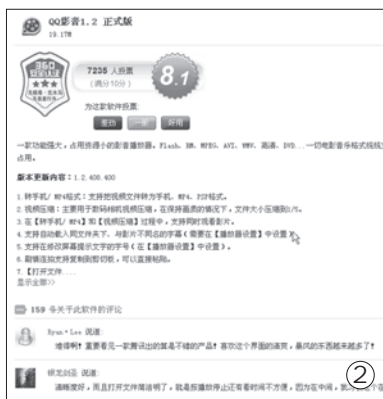 QQ影音1.2 正式版
19.17M
360
★★★
7235 人投票
(满分10分)
8.1
为这款软件投票:
差劲 一般 好用
一款功能强大,占用资源小的影音播放器。Flash、RM、MPEG、AVI、WMV、高清、DVD...一切电影音乐格式统统
占用。
版本更新内容:1.2.400.400
1.转手机/MP4格式:支持把视频文件转为手机、MP4、PSP格式。
2.视频压缩:主要用于数码相机视频压缩,在保持画质的情况下,文件大小压缩到1/5。
3.在【转手机/MP4】和【视频压缩】过程中,支持同时观看影片。
4.支持自动载入同文件夹下、与影片不同名的字幕(需要在【播放器设置】中设置)。
5.支持在修改屏幕提示文字的字号(在【播放器设置】中设置)。
6.剧情连拍支持复制到剪切板,可以直接粘贴。
7.【打开文件....
显示全部>>
159 条关于此软件的评论
Ryan*Lee 说道:
难得啊!重要看见一款腾讯出的算是不错的产品!喜欢这个界面的清爽,暴风的东西越来越多了!
银龙剑圣 说道:
清晰度好,而且打开文件简洁明了,就是按播放停止还有看时间不方便,因为在中间,
②